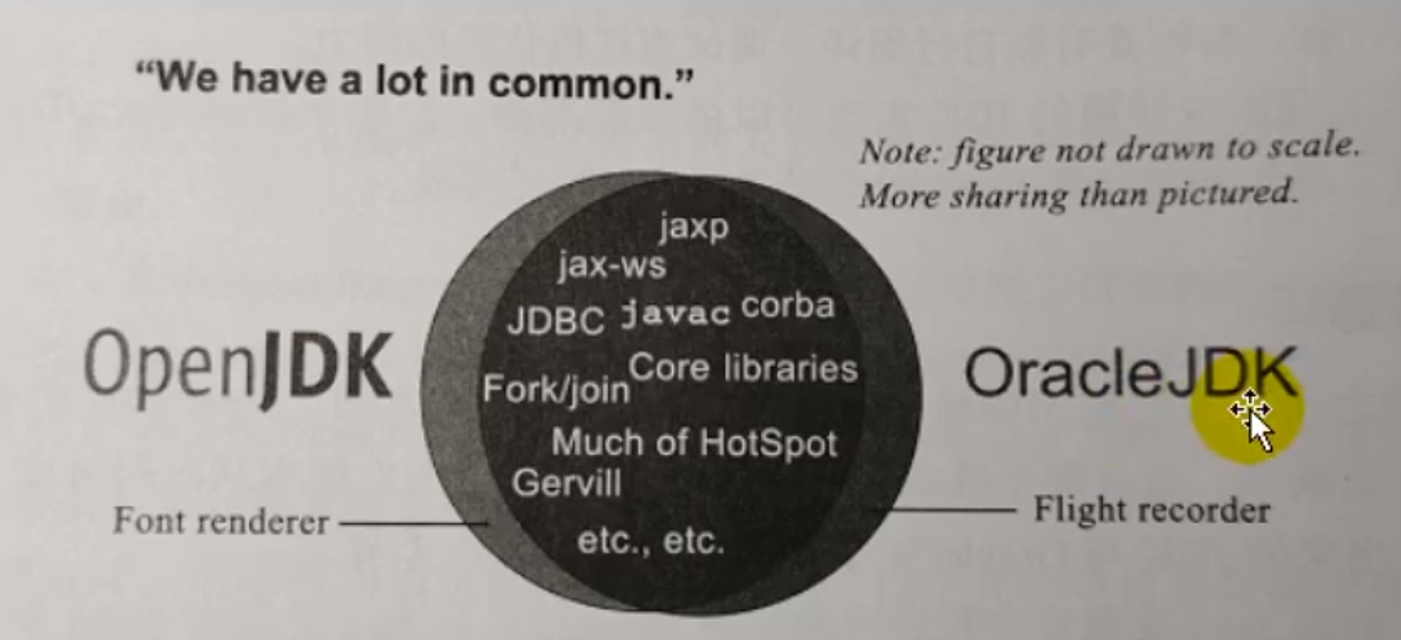 “We have a lot in common.”
Note: figure not drawn to scale.
More sharing than pictured.
jaxp
jax-ws
JDBC javac corba
Core libraries
Fork/join
Much of HotSpot
Gervill
etc., etc.
OpenJDK
OracleJDK
Font renderer
Flight recorder